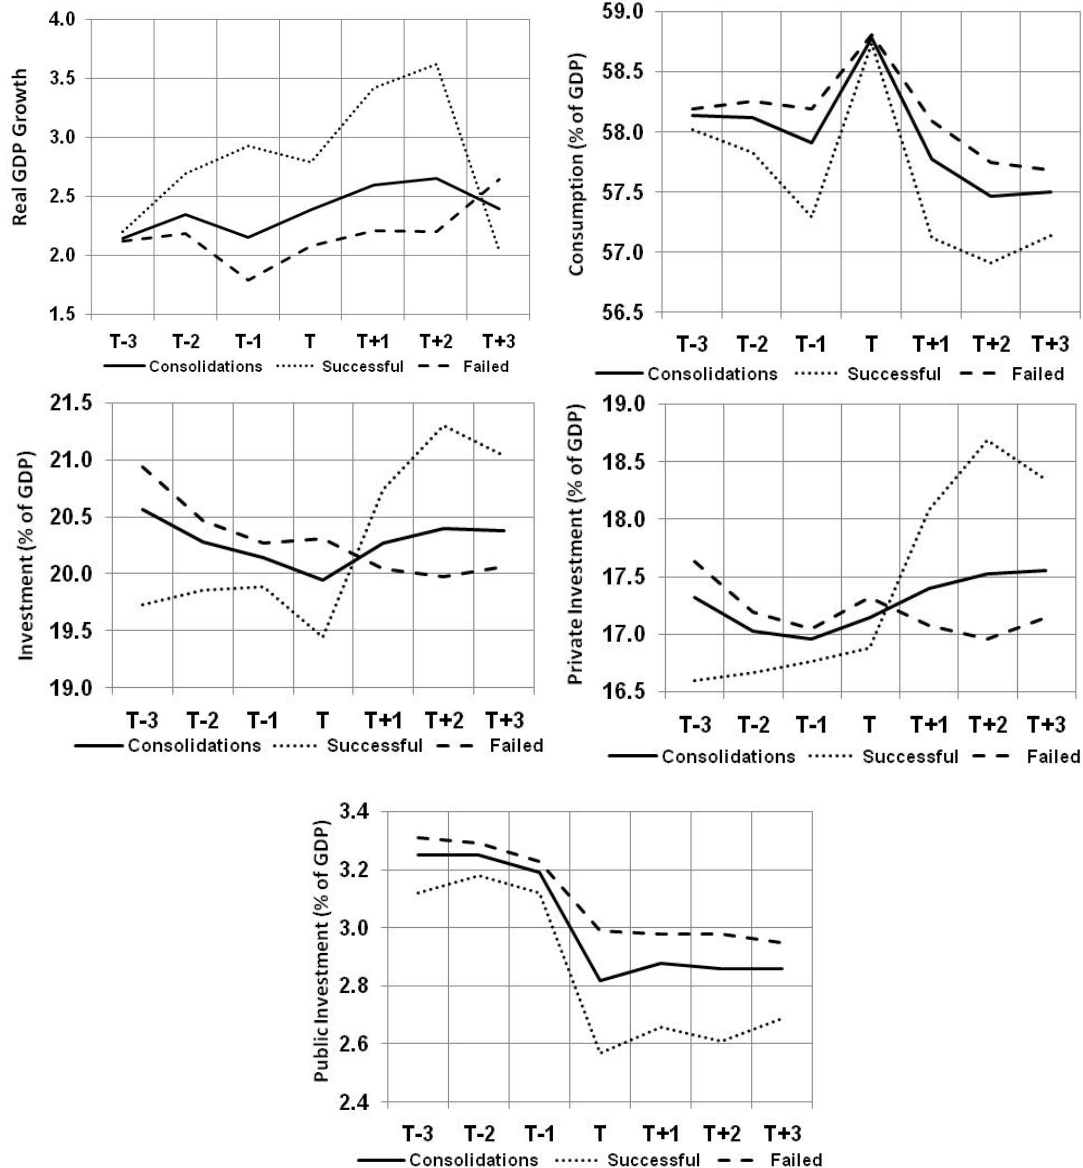 Real GDP Growth
4.0
3.5
3.0
2.5
2.0
1.5
T-3 T-2 T-1 T T+1 T+2 T+3
Consolidations Successful Failed
Consumption (% of GDP)
59.0
58.5
58.0
57.5
57.0
56.5
T-3 T-2 T-1 T T+1 T+2 T+3
Consolidations Successful Failed
Investment (% of GDP)
21.5
21.0
20.5
20.0
19.5
19.0
T-3 T-2 T-1 T T+1 T+2 T+3
Consolidations Successful Failed
Private Investment (% of GDP)
19.0
18.5
18.0
17.5
17.0
16.5
T-3 T-2 T-1 T T+1 T+2 T+3
Consolidations Successful Failed
Public Investment (% of GDP)
3.4
3.2
3.0
2.8
2.6
2.4
T-3 T-2 T-1 T T+1 T+2 T+3
Consolidations Successful Failed